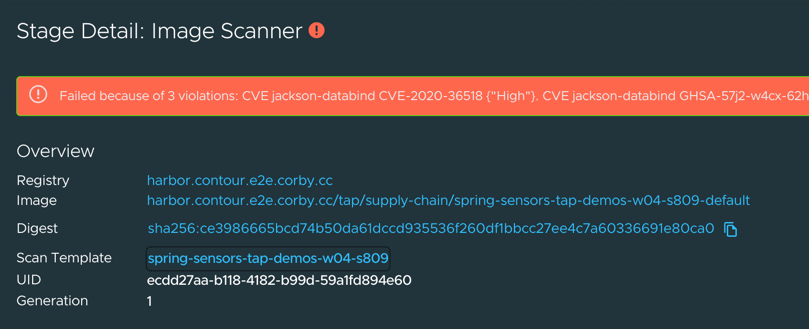 Stage Detail: Image Scanner
Failed because of 3 violations: CVE jackson-databind CVE-2020-36518 {"High"}. CVE jackson-databind GHSA-57j2-w4cx-62h
Overview
Registry harbor.contour.e2e.corby.cc
Image harbor.contour.e2e.corby.cc/tap/supply-chain/spring-sensors-tap-demos-w04-s809-default
Digest sha256:ce3986665bcd74b50da61dccd935536f260df1bbcc27ee4c7a60336691e80ca0
Scan Template spring-sensors-tap-demos-w04-s809
UID ecdd27aa-b118-4182-b99d-59a1fd894e60
Generation 1